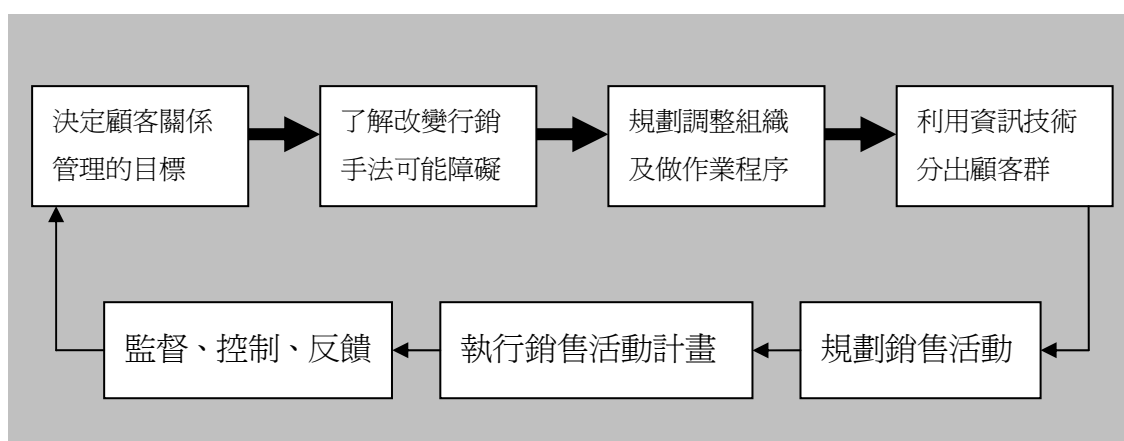 決定顧客關係
管理的目標
了解改變行銷
手法可能障礙
規劃調整組織
及做作業程序
利用資訊技術
分出顧客群
規劃銷售活動
執行銷售活動計畫
監督、控制、反饋